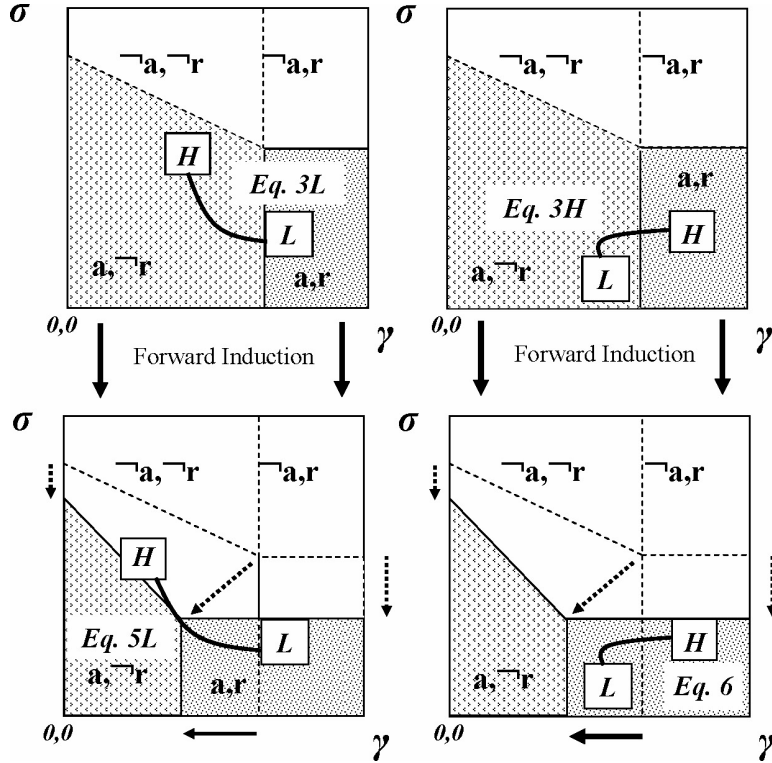 σ
¬a,¬r
¬a,r
H
Eq. 3L
L
a,¬r
a,r
0,0
γ
σ
¬a,¬r
¬a,r
a,r
Eq. 3H
H
a,¬r
L
0,0
γ
Forward Induction
Forward Induction
σ
¬a,¬r
¬a,r
H
Eq. 5L
L
a,¬r
a,r
0,0
γ
σ
¬a,¬r
¬a,r
H
a,¬r
L
Eq. 6
0,0
γ